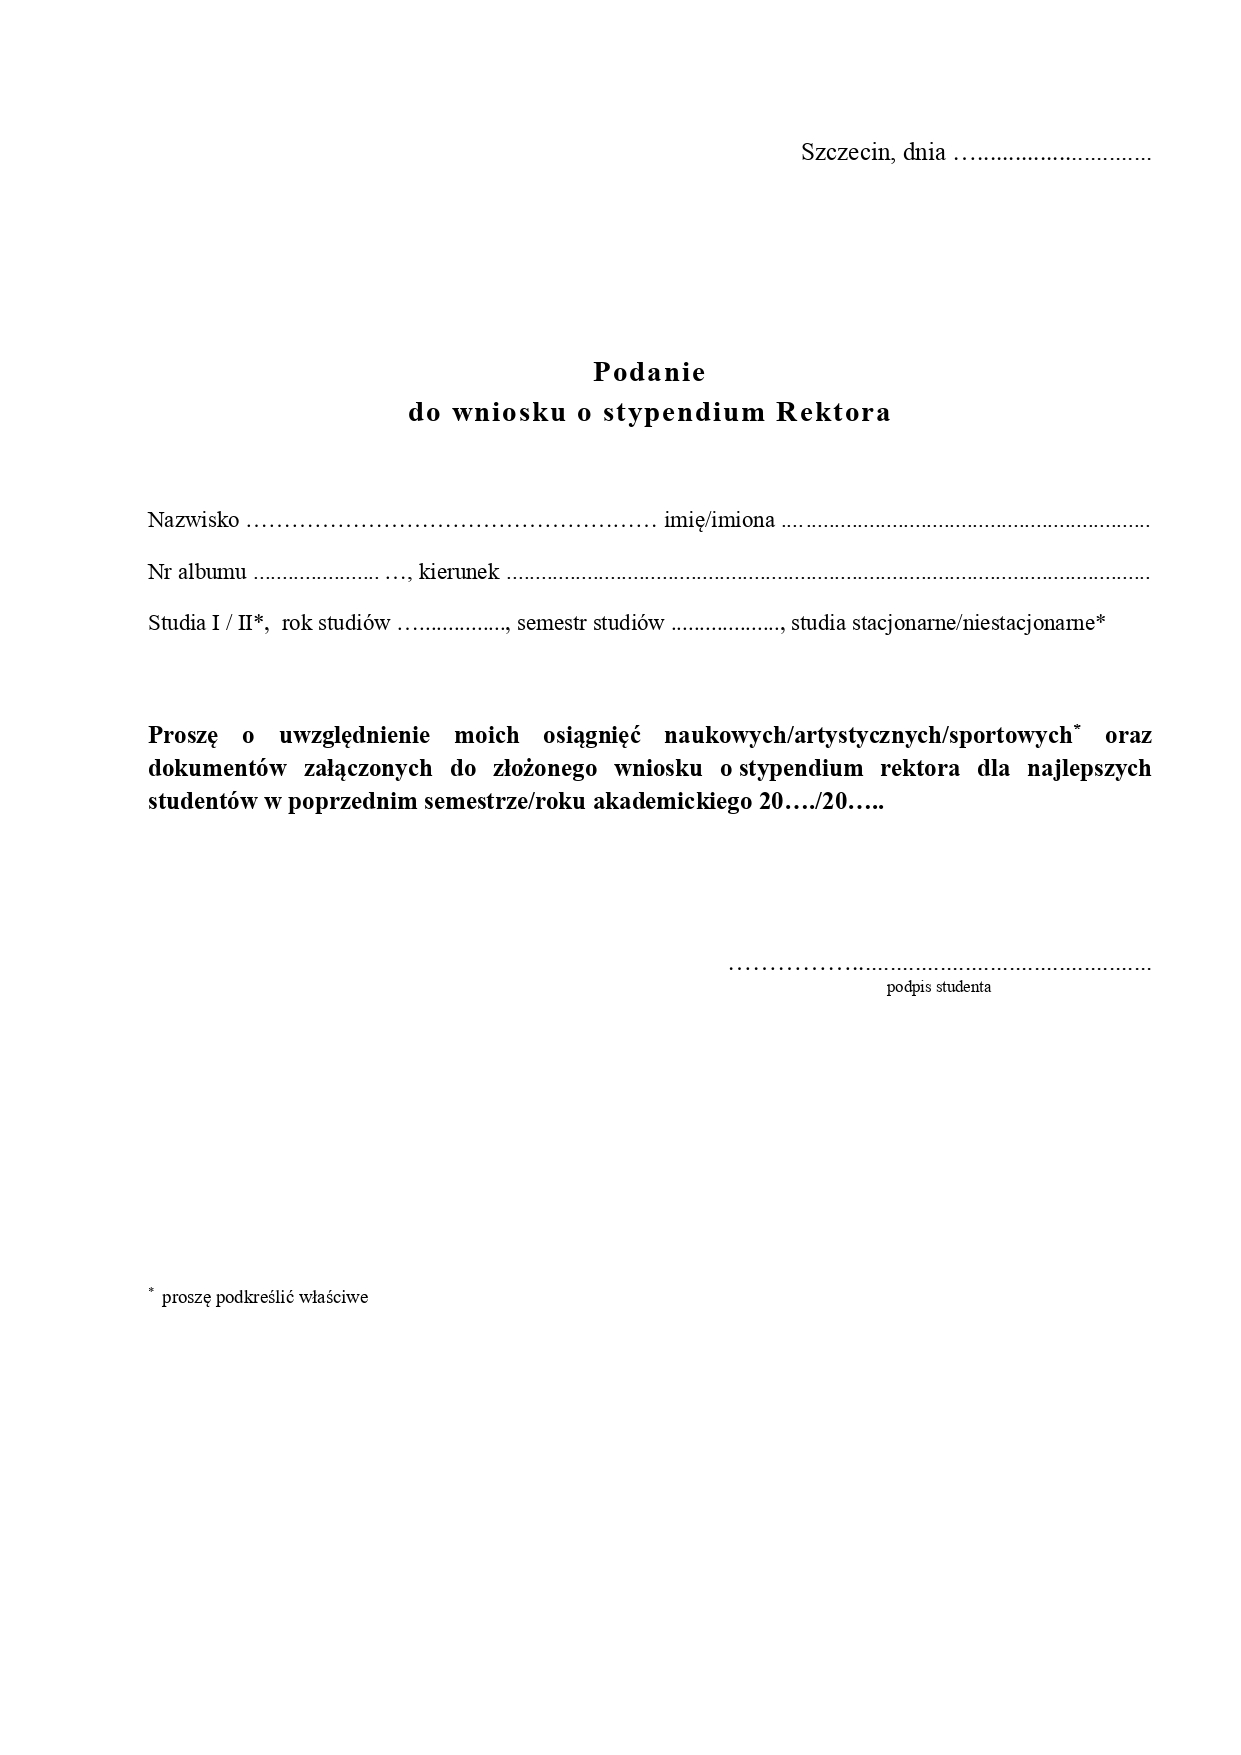 Szczecin, dnia …............................
Podanie
do wniosku o stypendium Rektora
Nazwisko …………………………………………… imię/imiona ................................................................
Nr albumu ...................... …, kierunek ................................................................................................................
Studia I / II*, rok studiów …..............., semestr studiów ..................., studia stacjonarne/niestacjonarne*
Proszę o uwzględnienie moich osiągnięć naukowych/artystycznych/sportowych* oraz
dokumentów załączonych do złożonego wniosku o stypendium rektora dla najlepszych
studentów w poprzednim semestrze/roku akademickiego 20…./20…..
……………..............................................
podpis studenta
* proszę podkreślić właściwe